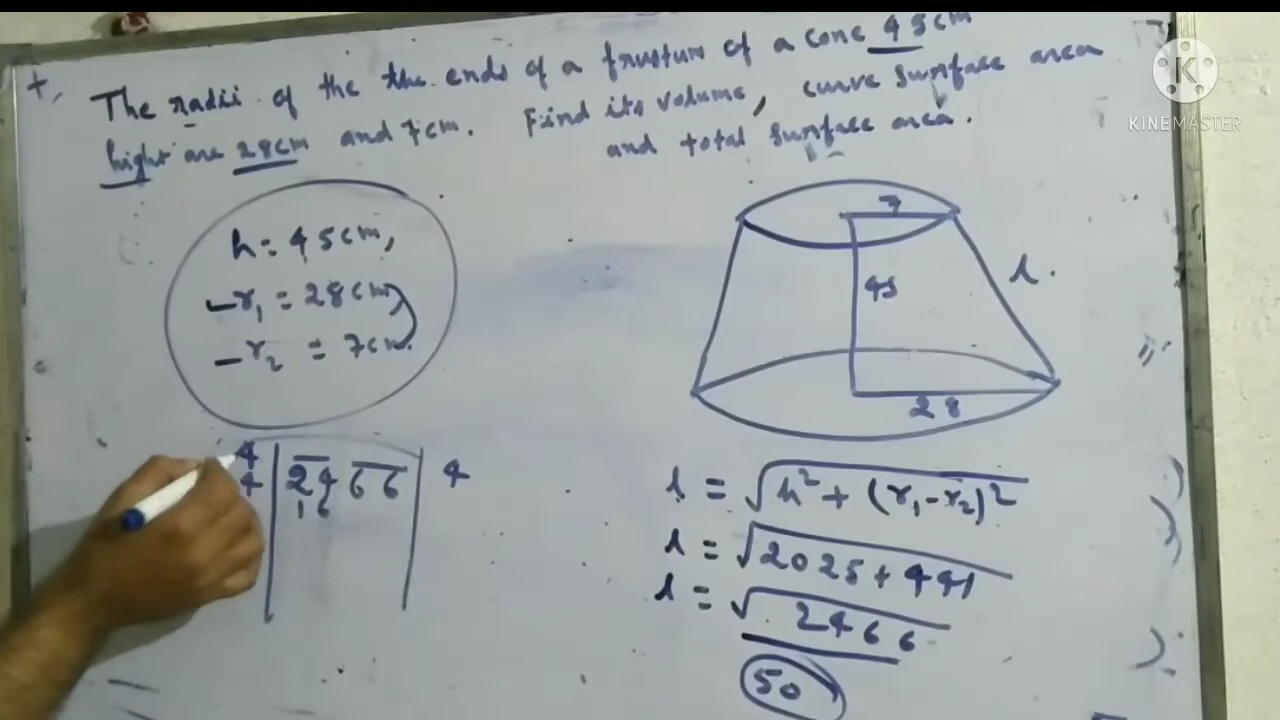 The radii of the the ends of a frustum of a cone 45cm
hight are 28cm and 7cm. Find its volume, curve surface area
and total surface area.
K
KINEMASTER
h = 45cm,
r₁ = 28cm
r₂ = 7cm.
7
45
l.
28
4
4 | 24 66 | 4
16
l = √h² + (r₁-r₂)²
l = √2025 + 441
l = √2466
50